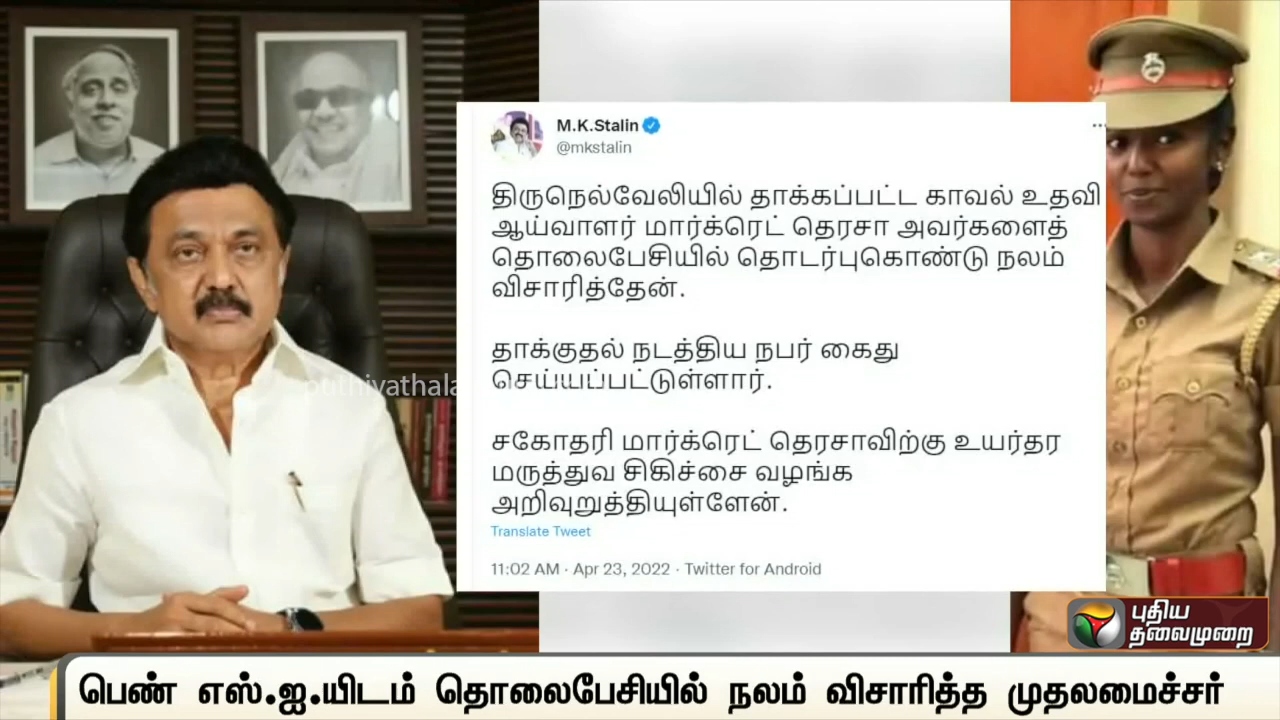 M.K.Stalin
@mkstalin
திருநெல்வேலியில் தாக்கப்பட்ட காவல் உதவி
ஆய்வாளர் மார்க்ரெட் தெரசா அவர்களைத்
தொலைபேசியில் தொடர்புகொண்டு நலம்
விசாரித்தேன்.
தாக்குதல் நடத்திய நபர் கைது
செய்யப்பட்டுள்ளார்.
puthiyathala
சகோதரி மார்க்ரெட் தெரசாவிற்கு உயர்தர
மருத்துவ சிகிச்சை வழங்க
அறிவுறுத்தியுள்ளேன்.
Translate Tweet
11:02 AM · Apr 23, 2022 · Twitter for Android
புதிய
தலைமுறை
பெண் எஸ்.ஐ.யிடம் தொலைபேசியில் நலம் விசாரித்த முதலமைச்சர்